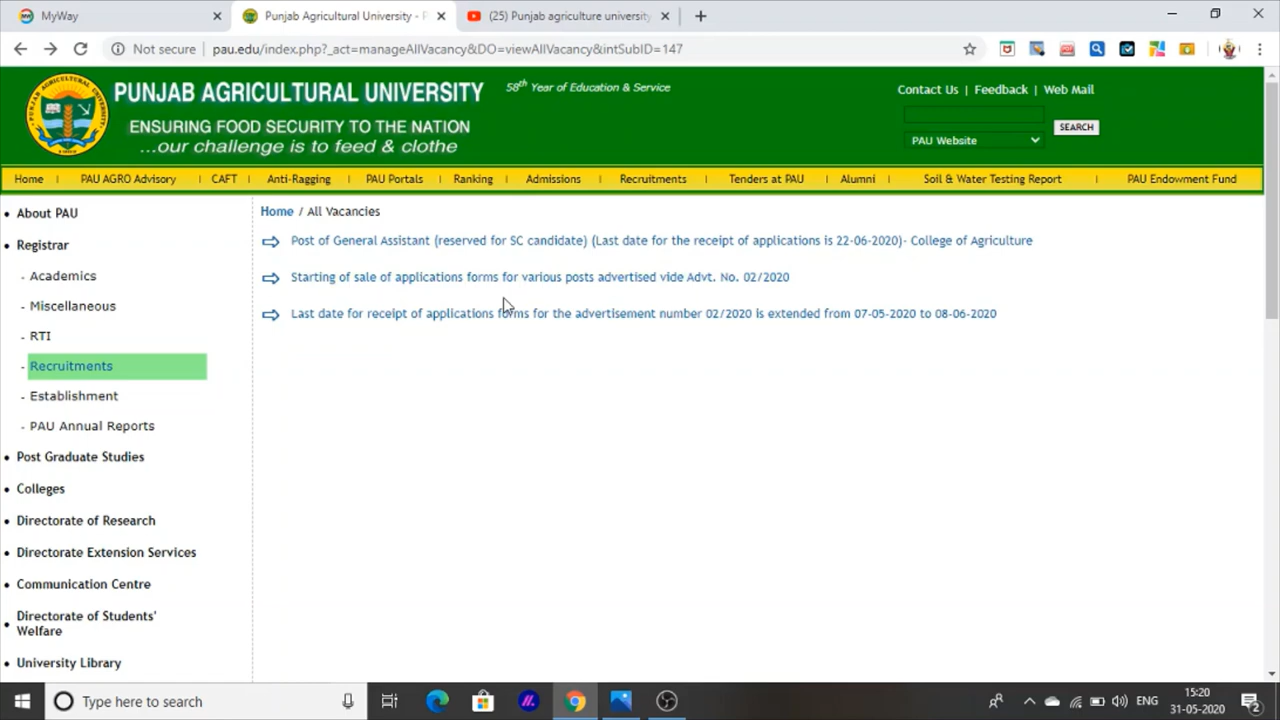 MyWay
Punjab Agricultural University - P
(25) Punjab agriculture university
Not secure
pau.edu/index.php?_act=manageAllVacancy&DO=viewAllVacancy&intSubID=147
PUNJAB AGRICULTURAL UNIVERSITY
58th Year of Education & Service
ENSURING FOOD SECURITY TO THE NATION
...our challenge is to feed & clothe
Contact Us | Feedback | Web Mail
SEARCH
PAU Website
Home | PAU AGRO Advisory | CAFT | Anti-Ragging | PAU Portals | Ranking | Admissions | Recruitments | Tenders at PAU | Alumni | Soil & Water Testing Report | PAU Endowment Fund
About PAU
Registrar
- Academics
- Miscellaneous
- RTI
- Recruitments
- Establishment
- PAU Annual Reports
Post Graduate Studies
Colleges
Directorate of Research
Directorate Extension Services
Communication Centre
Directorate of Students'
Welfare
University Library
Home / All Vacancies
Post of General Assistant (reserved for SC candidate) (Last date for the receipt of applications is 22-06-2020)- College of Agriculture
Starting of sale of applications forms for various posts advertised vide Advt. No. 02/2020
Last date for receipt of applications forms for the advertisement number 02/2020 is extended from 07-05-2020 to 08-06-2020
Type here to search
ENG
15:20
31-05-2020
2